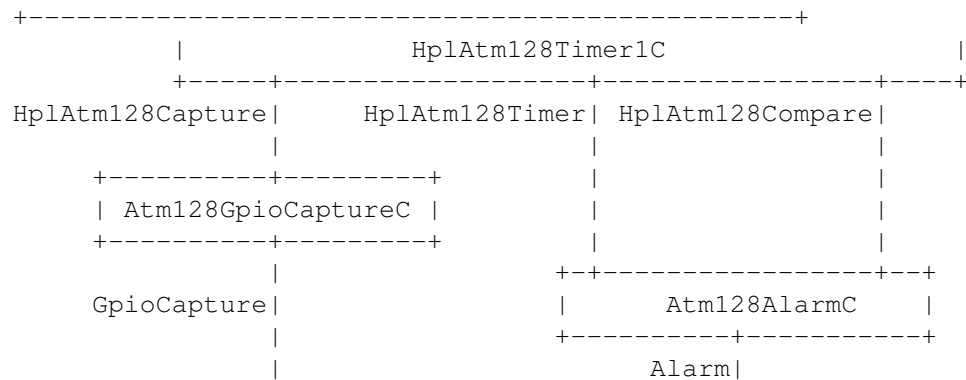 HplAtm128Timer1C
HplAtm128Capture HplAtm128Timer HplAtm128Compare
Atm128GpioCaptureC
GpioCapture Atm128AlarmC
Alarm